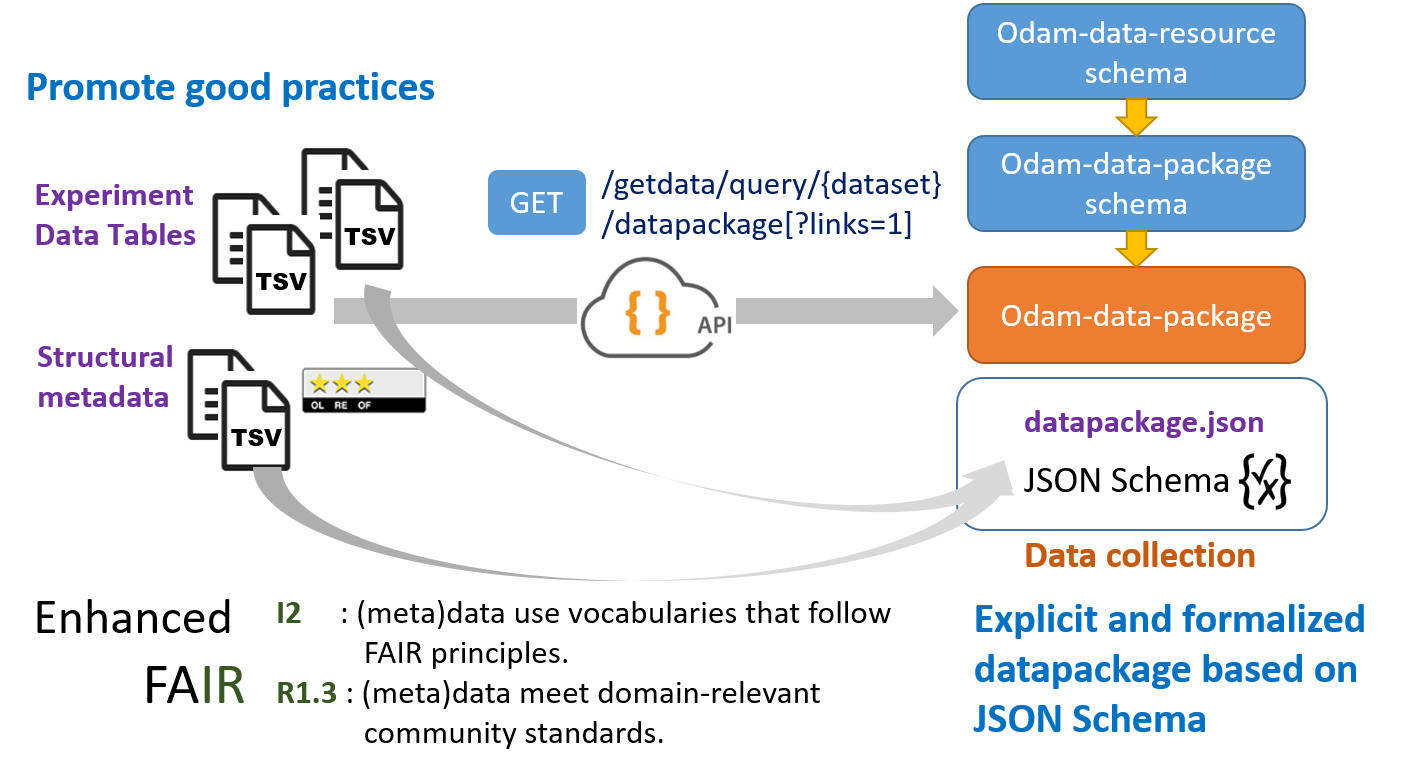 Promote good practices
Experiment
Data Tables
TSV
TSV
Structural
metadata
TSV
OL RE OF
GET
/getdata/query/{dataset}
/datapackage[?links=1]
{ }
API
Odam-data-resource
schema
Odam-data-package
schema
Odam-data-package
datapackage.json
JSON Schema
Data collection
Explicit and formalized
datapackage based on
JSON Schema
Enhanced
FAIR
I2 : (meta)data use vocabularies that follow
FAIR principles.
R1.3 : (meta)data meet domain-relevant
community standards.